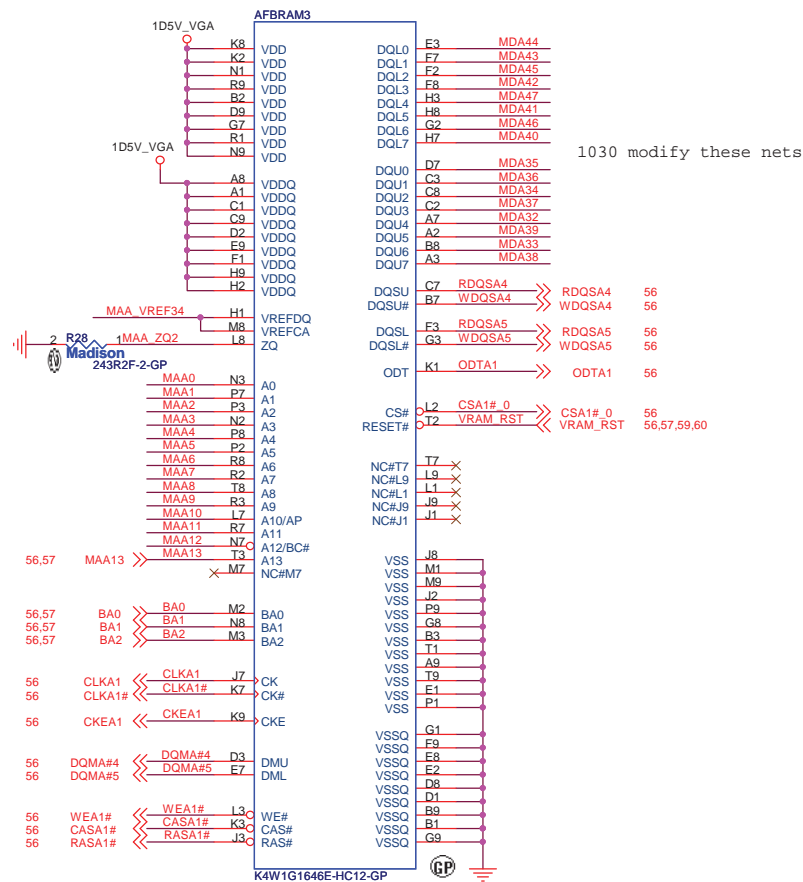 AFBRAM3
1D5V_VGA
K8 VDD DQL0 E3 MDA44
K2 VDD DQL1 F7 MDA43
N1 VDD DQL2 F2 MDA45
R9 VDD DQL3 F8 MDA42
B2 VDD DQL4 H3 MDA47
D9 VDD DQL5 H8 MDA41
G7 VDD DQL6 G2 MDA46
R1 VDD DQL7 H7 MDA40
N9 VDD
1D5V_VGA
1030 modify these nets
A8 VDDQ DQU0 D7 MDA35
A1 VDDQ DQU1 C3 MDA36
C1 VDDQ DQU2 C8 MDA34
C9 VDDQ DQU3 C2 MDA37
D2 VDDQ DQU4 A7 MDA32
E9 VDDQ DQU5 A2 MDA39
F1 VDDQ DQU6 B8 MDA33
H9 VDDQ DQU7 A3 MDA38
H2 VDDQ
DQSU C7 RDQSA4 RDQSA4 56
DQSU# B7 WDQSA4 WDQSA4 56
MAA_VREF34 H1 VREFDQ
M8 VREFCA
DQSL F3 RDQSA5 RDQSA5 56
DQSL# G3 WDQSA5 WDQSA5 56
2 R28 1 MAA_ZQ2 L8 ZQ
Madison
243R2F-2-GP
ODT K1 ODTA1 ODTA1 56
MAA0 N3 A0
MAA1 P7 A1
MAA2 P3 A2
MAA3 N2 A3
MAA4 P8 A4
MAA5 P2 A5
MAA6 R8 A6
MAA7 R2 A7
MAA8 T8 A8
MAA9 R3 A9
MAA10 L7 A10/AP
MAA11 R7 A11
MAA12 N7 A12/BC#
56,57 MAA13 MAA13 T3 A13
M7 NC#M7
CS# L2 CSA1#_0 CSA1#_0 56
RESET# T2 VRAM_RST VRAM_RST 56,57,59,60
NC#T7 T7
NC#L9 L9
NC#L1 L1
NC#J9 J9
NC#J1 J1
56,57 BA0 BA0 M2 BA0
56,57 BA1 BA1 N8 BA1
56,57 BA2 BA2 M3 BA2
VSS J8
VSS M1
VSS M9
VSS J2
VSS P9
VSS G8
VSS B3
VSS T1
VSS A9
VSS T9
VSS E1
VSS P1
56 CLKA1 CLKA1 J7 CK
56 CLKA1# CLKA1# K7 CK#
56 CKEA1 CKEA1 K9 CKE
56 DQMA#4 DQMA#4 D3 DMU
56 DQMA#5 DQMA#5 E7 DML
VSSQ G1
VSSQ F9
VSSQ E8
VSSQ E2
VSSQ D8
VSSQ D1
VSSQ B9
VSSQ B1
VSSQ G9
56 WEA1# WEA1# L3 WE#
56 CASA1# CASA1# K3 CAS#
56 RASA1# RASA1# J3 RAS#
K4W1G1646E-HC12-GP
GP